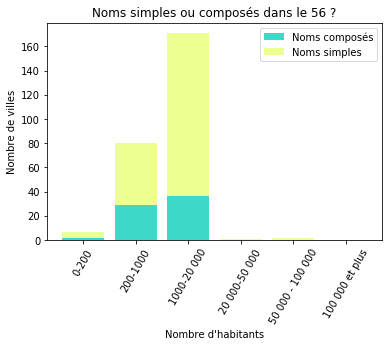 Noms simples ou composés dans le 56 ?
Noms composés
Noms simples
Nombre de villes
160
140
120
100
80
60
40
20
0
0-200
200-1000
1000-20 000
20 000-50 000
50 000 - 100 000
100 000 et plus
Nombre d'habitants